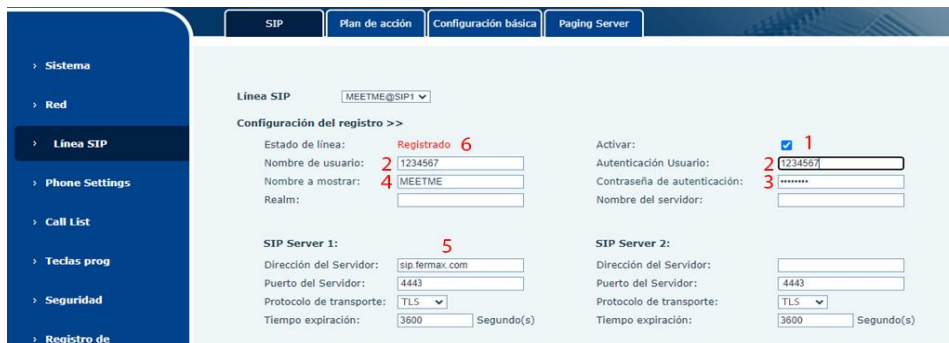 SIP Plan de acción Configuración básica Paging Server
› Sistema
› Red
› Línea SIP
› Phone Settings
› Call List
› Teclas prog
› Seguridad
› Registro de
Línea SIP MEETME@SIP1
Configuración del registro >>
Estado de línea: Registrado 6 Activar: 1
Nombre de usuario: 2 1234567 Autenticación Usuario: 2 1234567
Nombre a mostrar: 4 MEETME Contraseña de autenticación: 3 ••••••••
Realm: Nombre del servidor:
SIP Server 1: 5 SIP Server 2:
Dirección del Servidor: sip.fermax.com Dirección del Servidor:
Puerto del Servidor: 4443 Puerto del Servidor: 4443
Protocolo de transporte: TLS Protocolo de transporte: TLS
Tiempo expiración: 3600 Segundo(s) Tiempo expiración: 3600 Segundo(s)